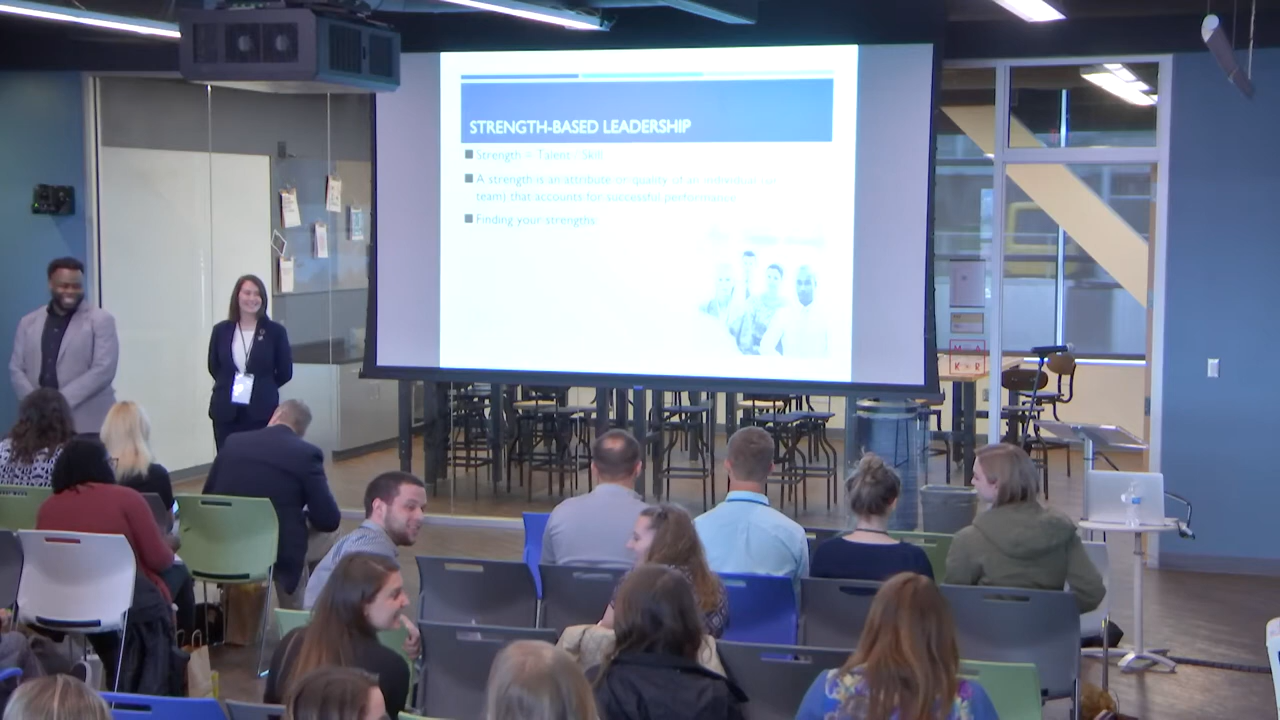 STRENGTH-BASED LEADERSHIP
Strength = Talent / Skill
A strength is an attribute or quality of an individual (or
team) that accounts for successful performance
Finding your strengths
M A
K R